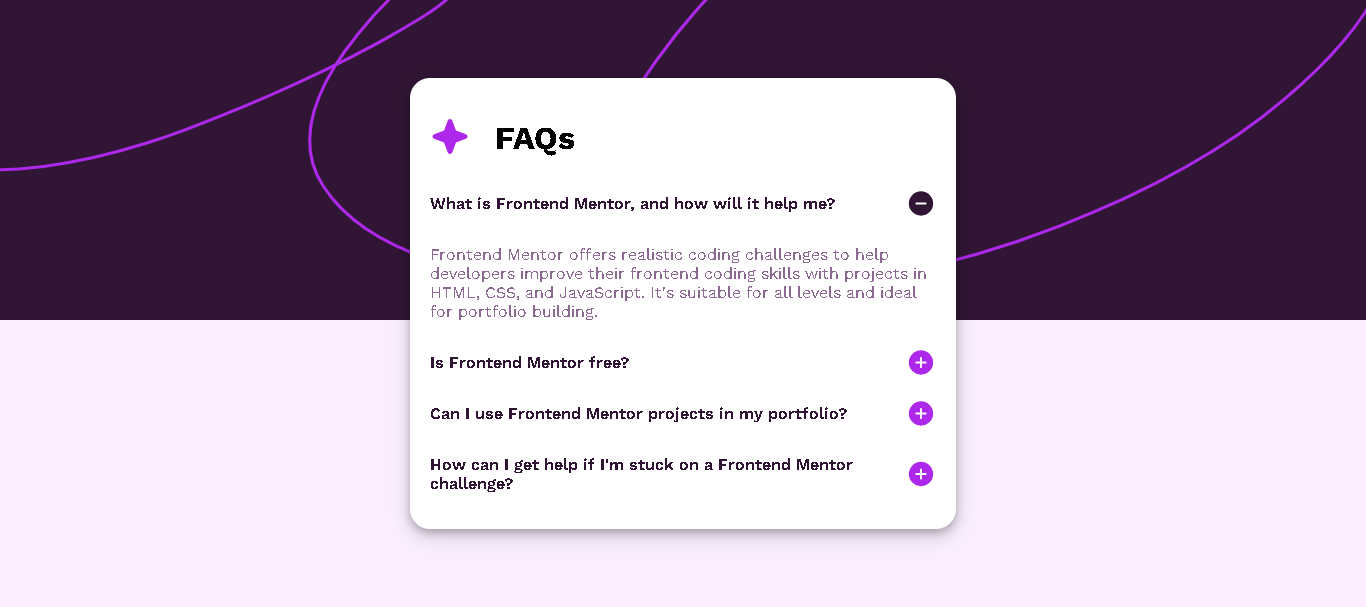 FAQs
What is Frontend Mentor, and how will it help me?
Frontend Mentor offers realistic coding challenges to help
developers improve their frontend coding skills with projects in
HTML, CSS, and JavaScript. It's suitable for all levels and ideal
for portfolio building.
Is Frontend Mentor free?
Can I use Frontend Mentor projects in my portfolio?
How can I get help if I'm stuck on a Frontend Mentor
challenge?